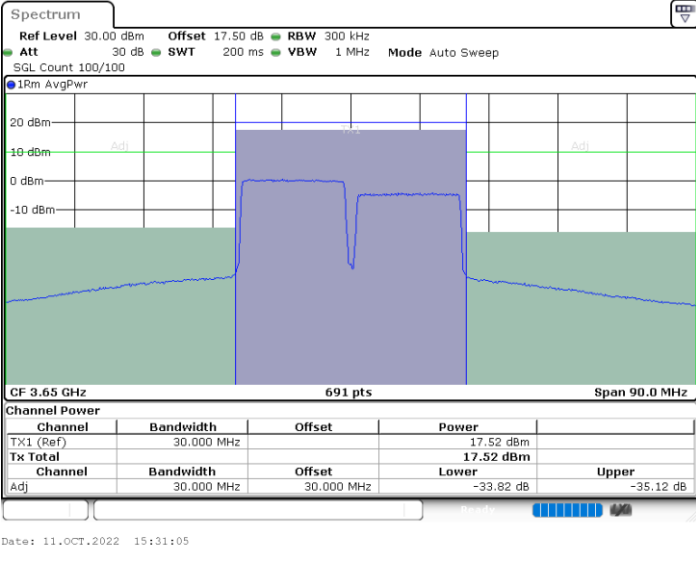 Spectrum
Ref Level 30.00 dBm Offset 17.50 dB RBW 300 kHz
Att 30 dB SWT 200 ms VBW 1 MHz Mode Auto Sweep
SGL Count 100/100
1Rm AvgPwr
20 dBm
TX1
Adj Adj
10 dBm
0 dBm
-10 dBm
CF 3.65 GHz 691 pts Span 90.0 MHz
Channel Power
Channel Bandwidth Offset Power
TX1 (Ref) 30.000 MHz 17.52 dBm
Tx Total 17.52 dBm
Channel Bandwidth Offset Lower Upper
Adj 30.000 MHz 30.000 MHz -33.82 dB -35.12 dB
Ready
Date: 11.OCT.2022 15:31:05